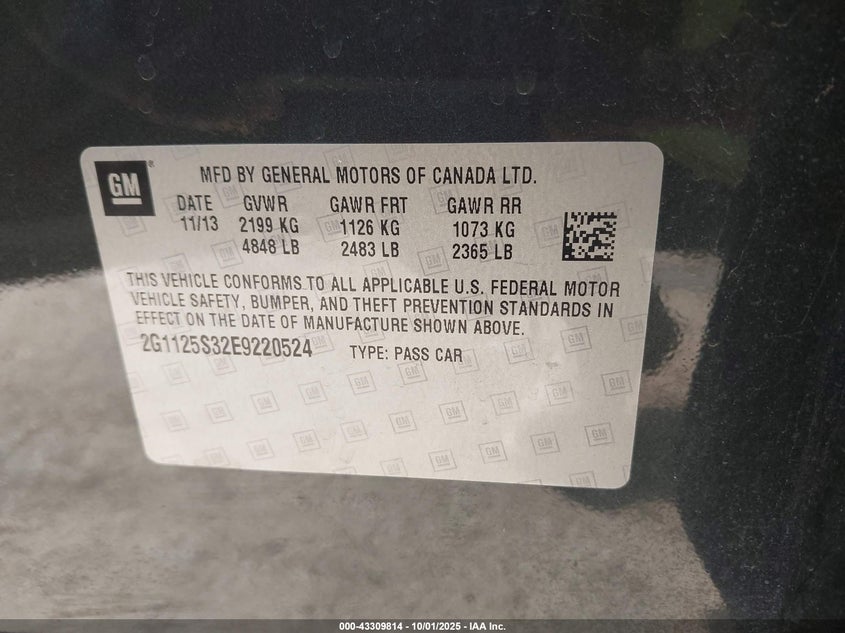 GM
MFD BY GENERAL MOTORS OF CANADA LTD.
DATE GVWR GAWR FRT GAWR RR
11/13 2199 KG 1126 KG 1073 KG
4848 LB 2483 LB 2365 LB
THIS VEHICLE CONFORMS TO ALL APPLICABLE U.S. FEDERAL MOTOR
VEHICLE SAFETY, BUMPER, AND THEFT PREVENTION STANDARDS IN
EFFECT ON THE DATE OF MANUFACTURE SHOWN ABOVE.
2G1125S32E9220524 TYPE: PASS CAR
000-43309814 - 10/01/2025 - IAA Inc.